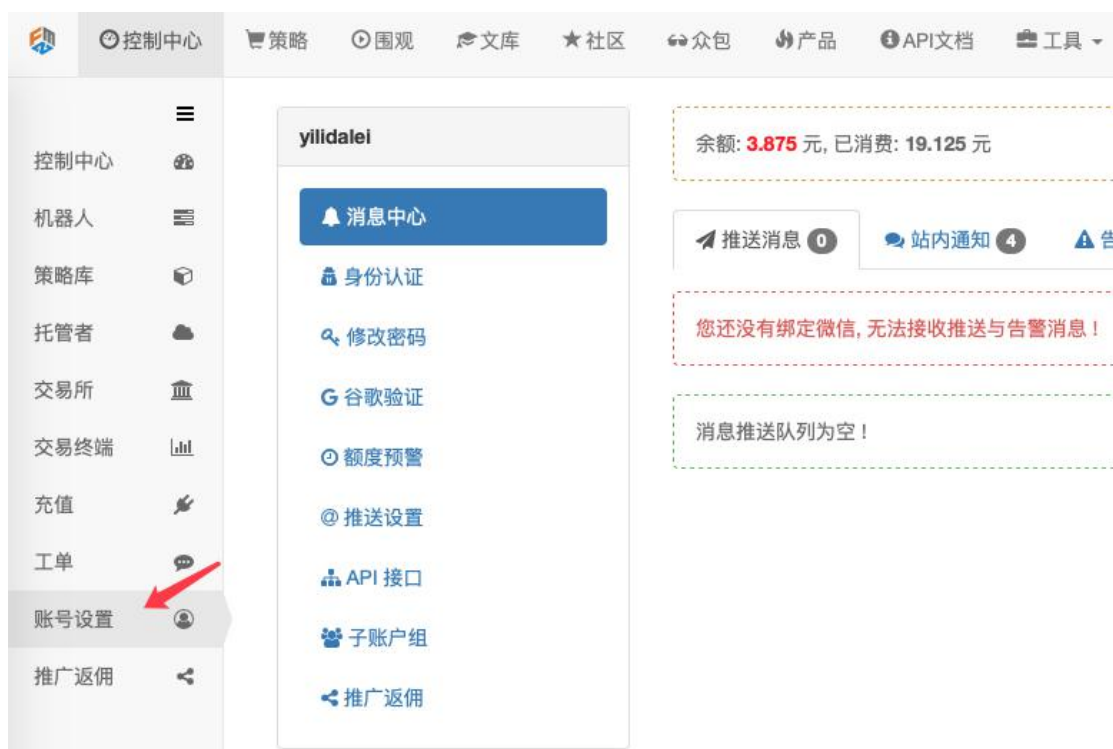 FMZ
控制中心 策略 围观 文库 社区 众包 产品 API文档 工具
控制中心
机器人
策略库
托管者
交易所
交易终端
充值
工单
账号设置
推广返佣
yilidalei
消息中心
身份认证
修改密码
G 谷歌验证
额度预警
@ 推送设置
API 接口
子账户组
推广返佣
余额: 3.875 元, 已消费: 19.125 元
推送消息 0 站内通知 4 告
您还没有绑定微信, 无法接收推送与告警消息 !
消息推送队列为空 !